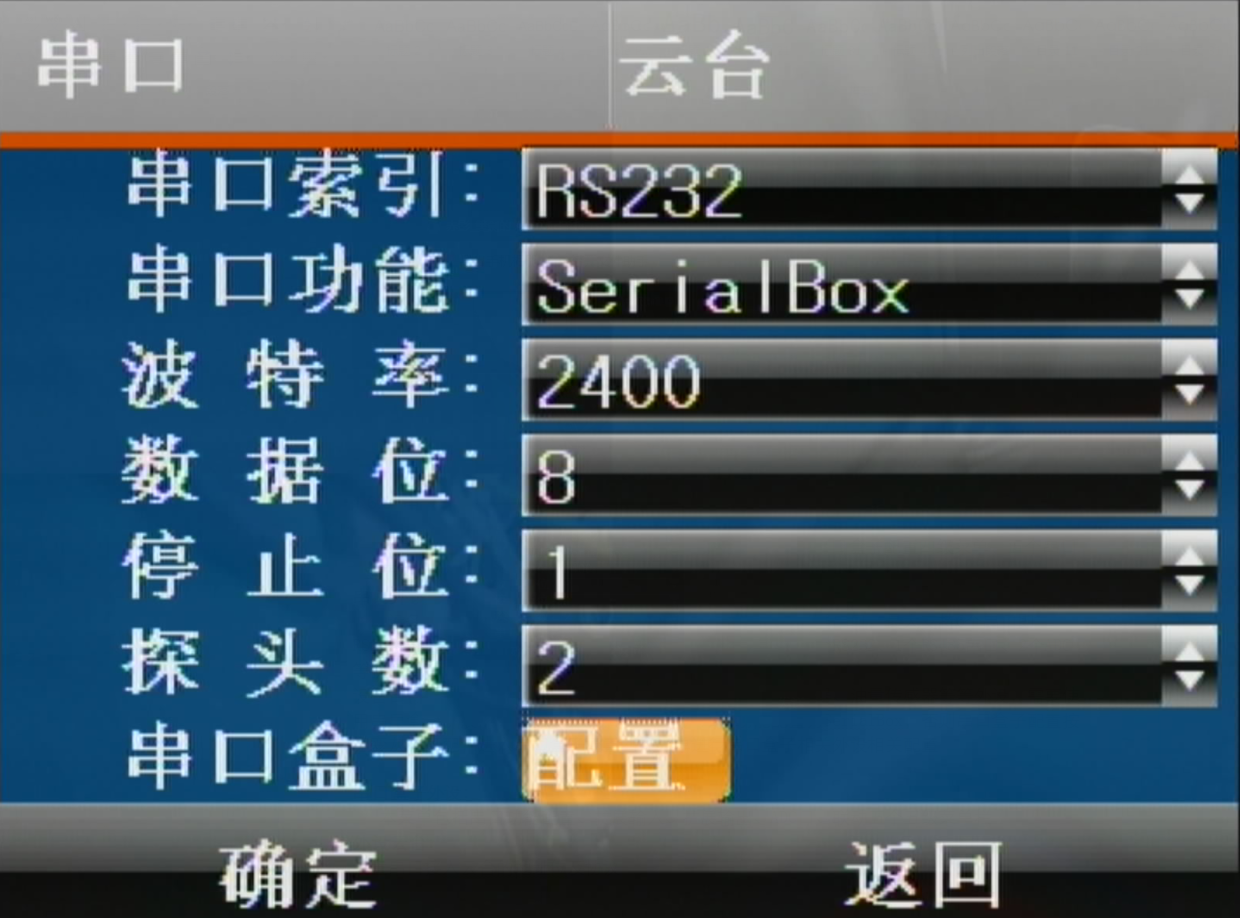 串口 云台
串口索引: RS232
串口功能: SerialBox
波特率: 2400
数据位: 8
停止位: 1
探头数: 2
串口盒子: 配置
确定 返回